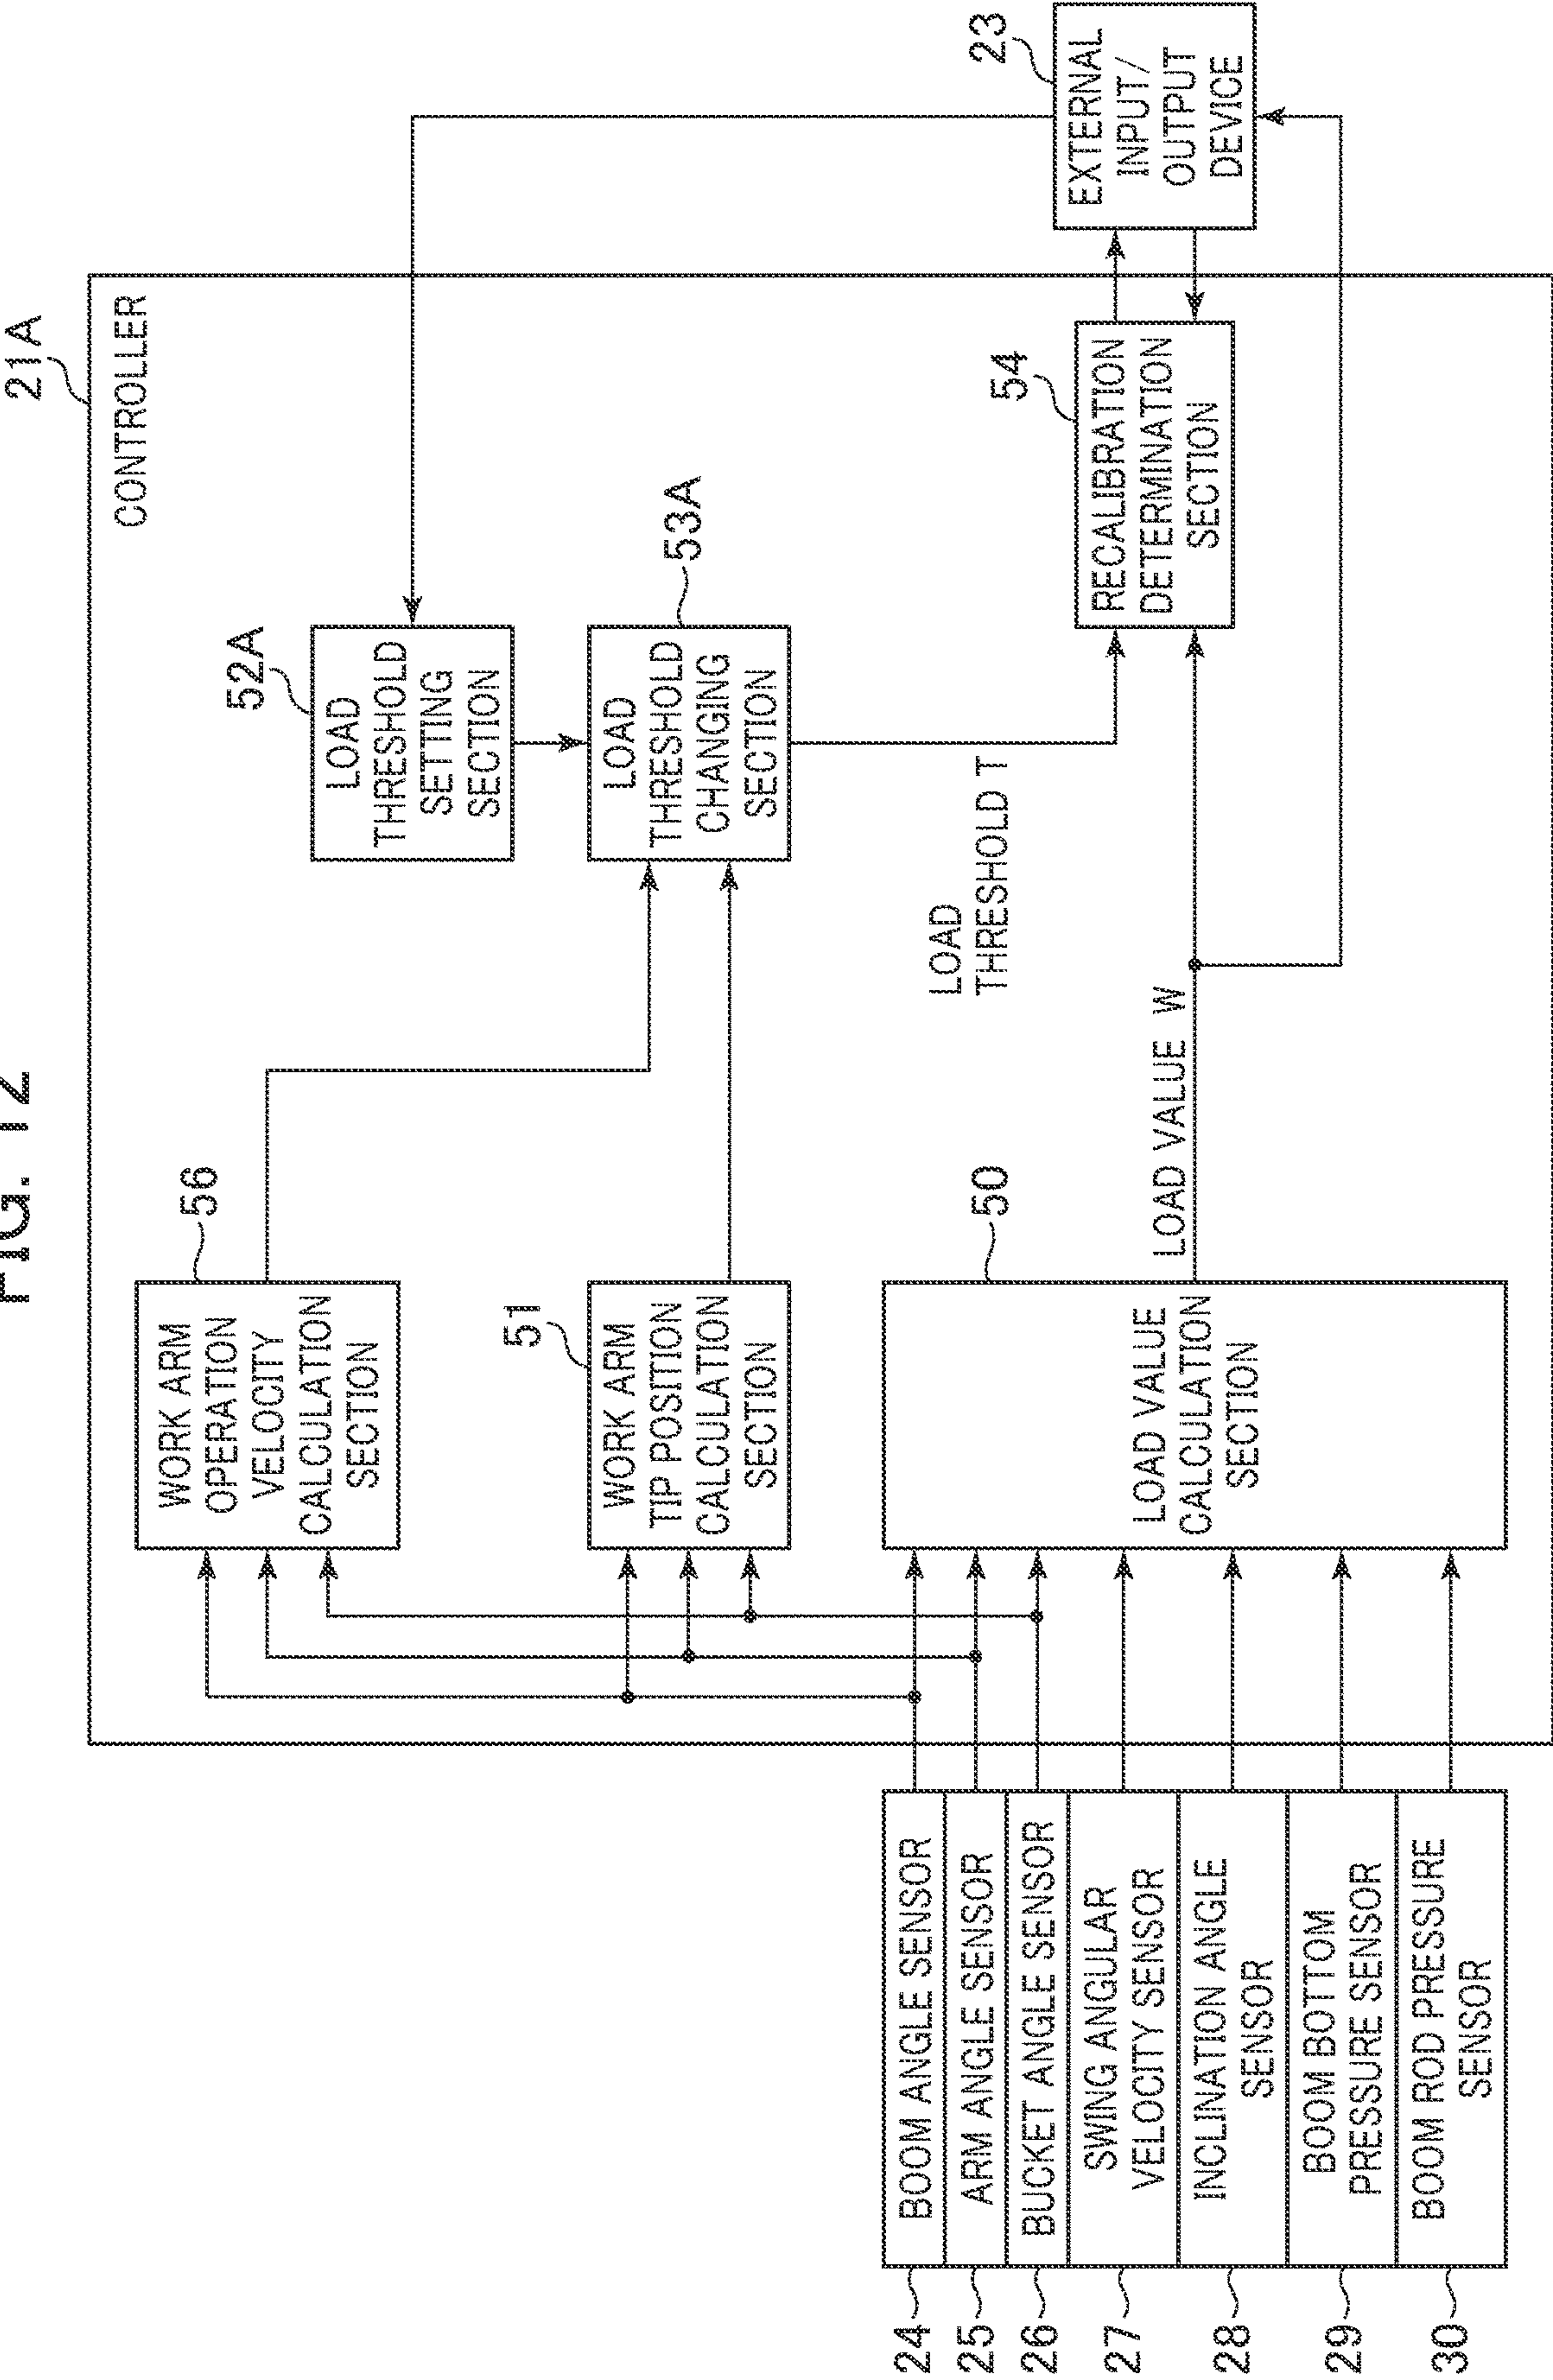 FIG. 12
21A
CONTROLLER
56
WORK ARM
OPERATION
VELOCITY
CALCULATION
SECTION
52A
LOAD
THRESHOLD
SETTING
SECTION
51
WORK ARM
TIP POSITION
CALCULATION
SECTION
53A
LOAD
THRESHOLD
CHANGING
SECTION
LOAD
THRESHOLD T
23
EXTERNAL
INPUT/
OUTPUT
DEVICE
54
RECALIBRATION
DETERMINATION
SECTION
50
LOAD VALUE
CALCULATION
SECTION
LOAD VALUE W
24
BOOM ANGLE SENSOR
25
ARM ANGLE SENSOR
26
BUCKET ANGLE SENSOR
27
SWING ANGULAR
VELOCITY SENSOR
28
INCLINATION ANGLE
SENSOR
29
BOOM BOTTOM
PRESSURE SENSOR
30
BOOM ROD PRESSURE
SENSOR